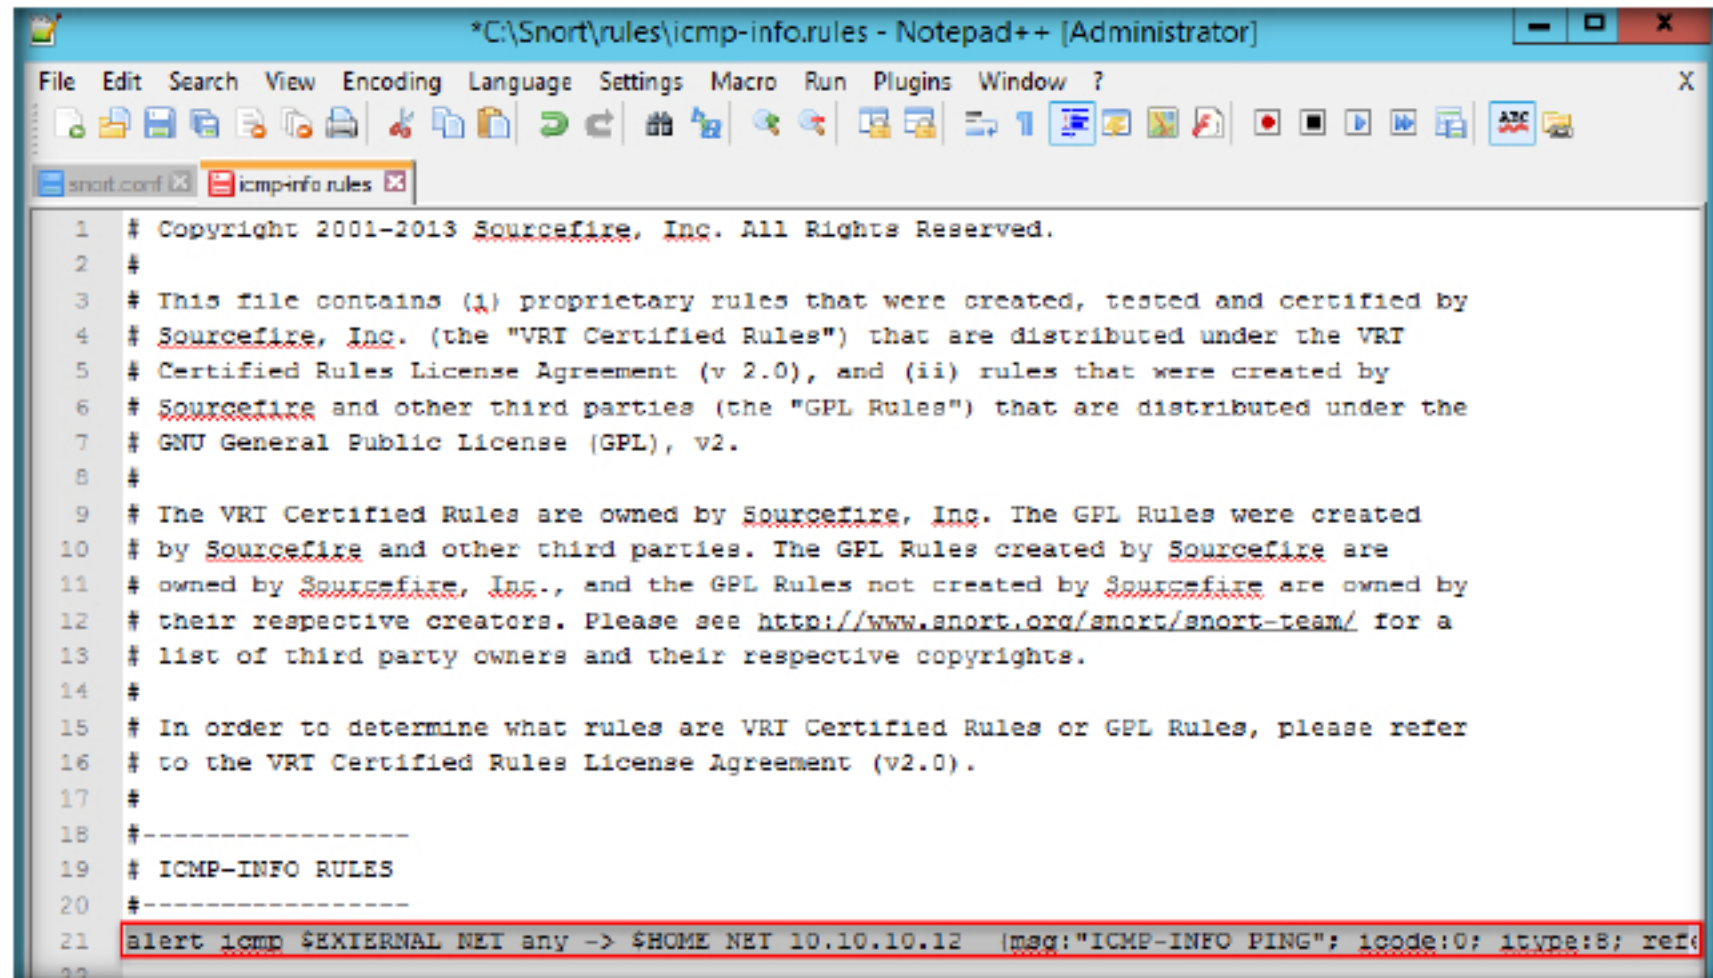 *C:\Snort\rules\icmp-info.rules - Notepad++ [Administrator]
File Edit Search View Encoding Language Settings Macro Run Plugins Window ? X
snort.conf icmp-info.rules
1 # Copyright 2001-2013 Sourcefire, Inc. All Rights Reserved.
2 #
3 # This file contains (i) proprietary rules that were created, tested and certified by
4 # Sourcefire, Inc. (the "VRT Certified Rules") that are distributed under the VRT
5 # Certified Rules License Agreement (v 2.0), and (ii) rules that were created by
6 # Sourcefire and other third parties (the "GPL Rules") that are distributed under the
7 # GNU General Public License (GPL), v2.
8 #
9 # The VRT Certified Rules are owned by Sourcefire, Inc. The GPL Rules were created
10 # by Sourcefire and other third parties. The GPL Rules created by Sourcefire are
11 # owned by Sourcefire, Inc., and the GPL Rules not created by Sourcefire are owned by
12 # their respective creators. Please see http://www.snort.org/snort/snort-team/ for a
13 # list of third party owners and their respective copyrights.
14 #
15 # In order to determine what rules are VRT Certified Rules or GPL Rules, please refer
16 # to the VRT Certified Rules License Agreement (v2.0).
17 #
18 #-----------------
19 # ICMP-INFO RULES
20 #-----------------
21 alert icmp $EXTERNAL_NET any -> $HOME_NET 10.10.10.12 (msg:"ICMP-INFO PING"; icode:0; itype:8; refe
22